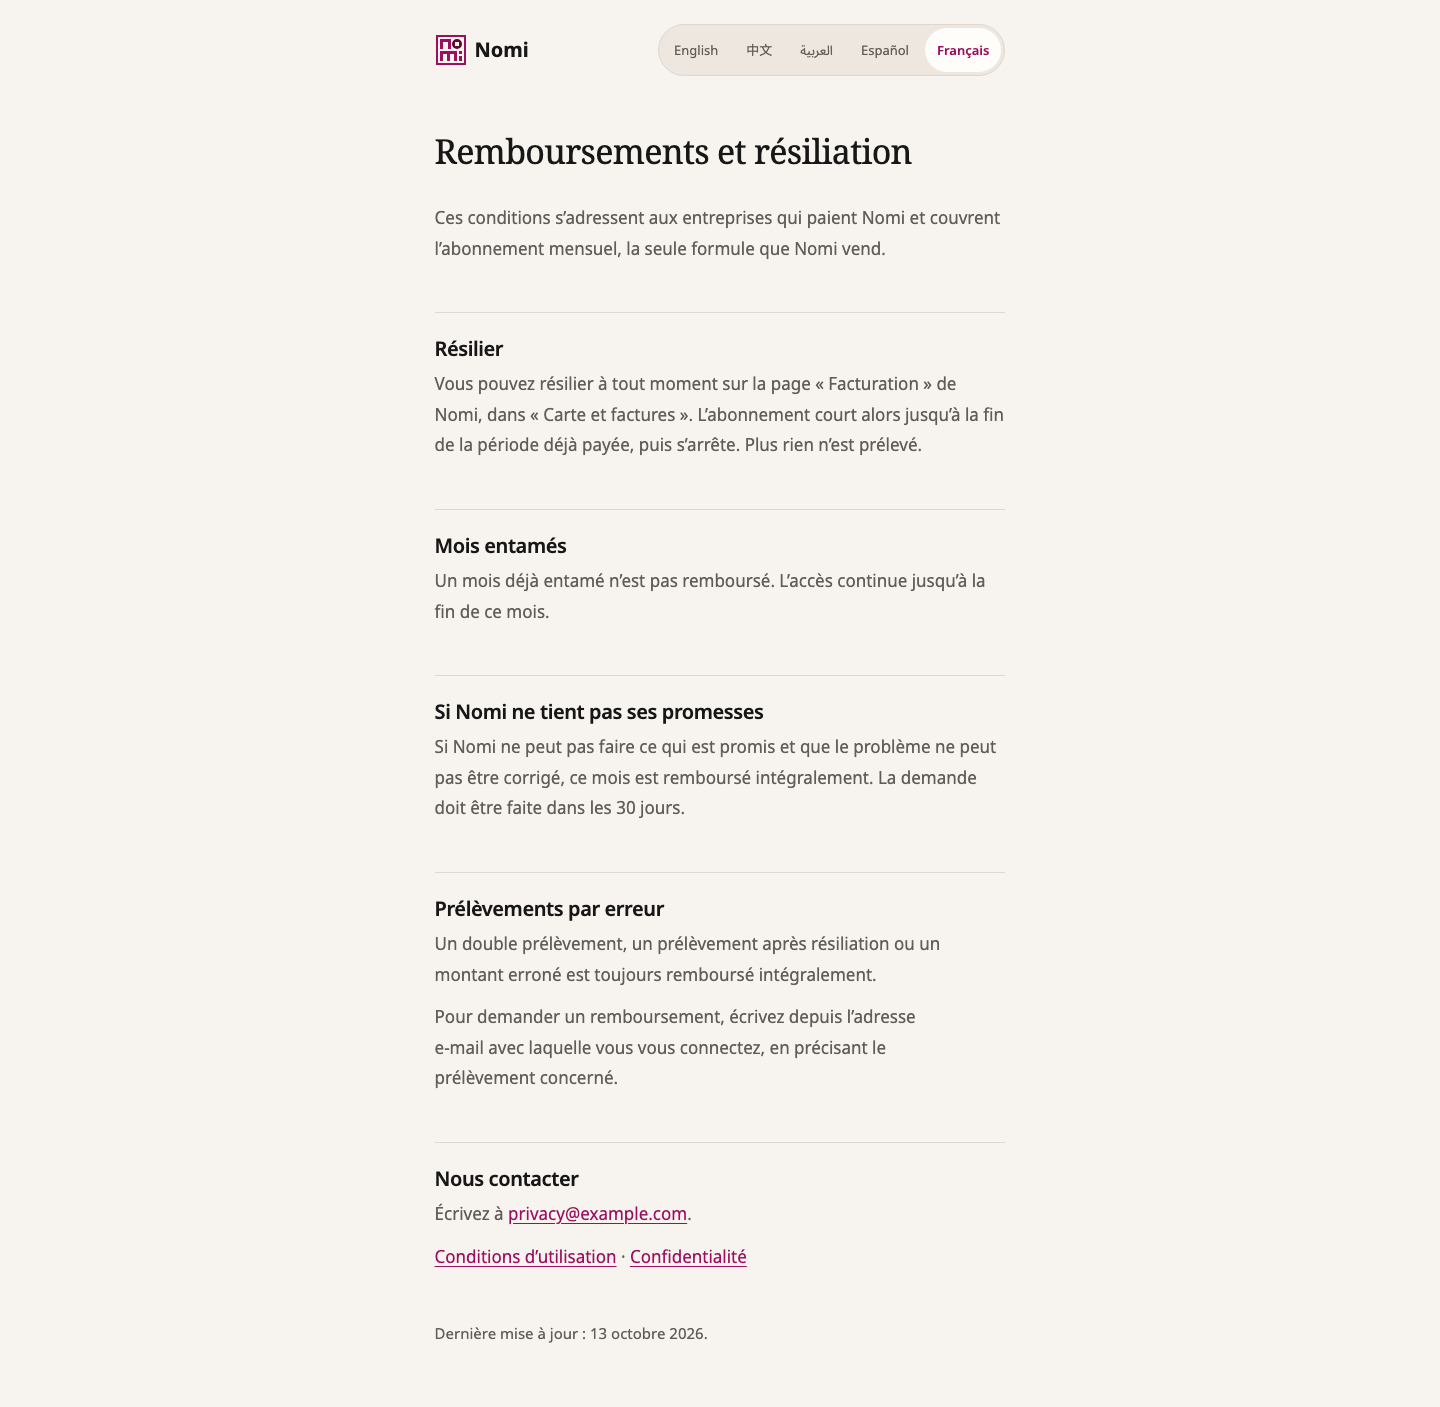 Nomi
English
中文
العربية
Español
Français
Remboursements et résiliation
Ces conditions s’adressent aux entreprises qui paient Nomi et couvrent
l’abonnement mensuel, la seule formule que Nomi vend.
Résilier
Vous pouvez résilier à tout moment sur la page « Facturation » de
Nomi, dans « Carte et factures ». L’abonnement court alors jusqu’à la fin
de la période déjà payée, puis s’arrête. Plus rien n’est prélevé.
Mois entamés
Un mois déjà entamé n’est pas remboursé. L’accès continue jusqu’à la
fin de ce mois.
Si Nomi ne tient pas ses promesses
Si Nomi ne peut pas faire ce qui est promis et que le problème ne peut
pas être corrigé, ce mois est remboursé intégralement. La demande
doit être faite dans les 30 jours.
Prélèvements par erreur
Un double prélèvement, un prélèvement après résiliation ou un
montant erroné est toujours remboursé intégralement.
Pour demander un remboursement, écrivez depuis l’adresse
e-mail avec laquelle vous vous connectez, en précisant le
prélèvement concerné.
Nous contacter
Écrivez à privacy@example.com.
Conditions d’utilisation · Confidentialité
Dernière mise à jour : 13 octobre 2026.